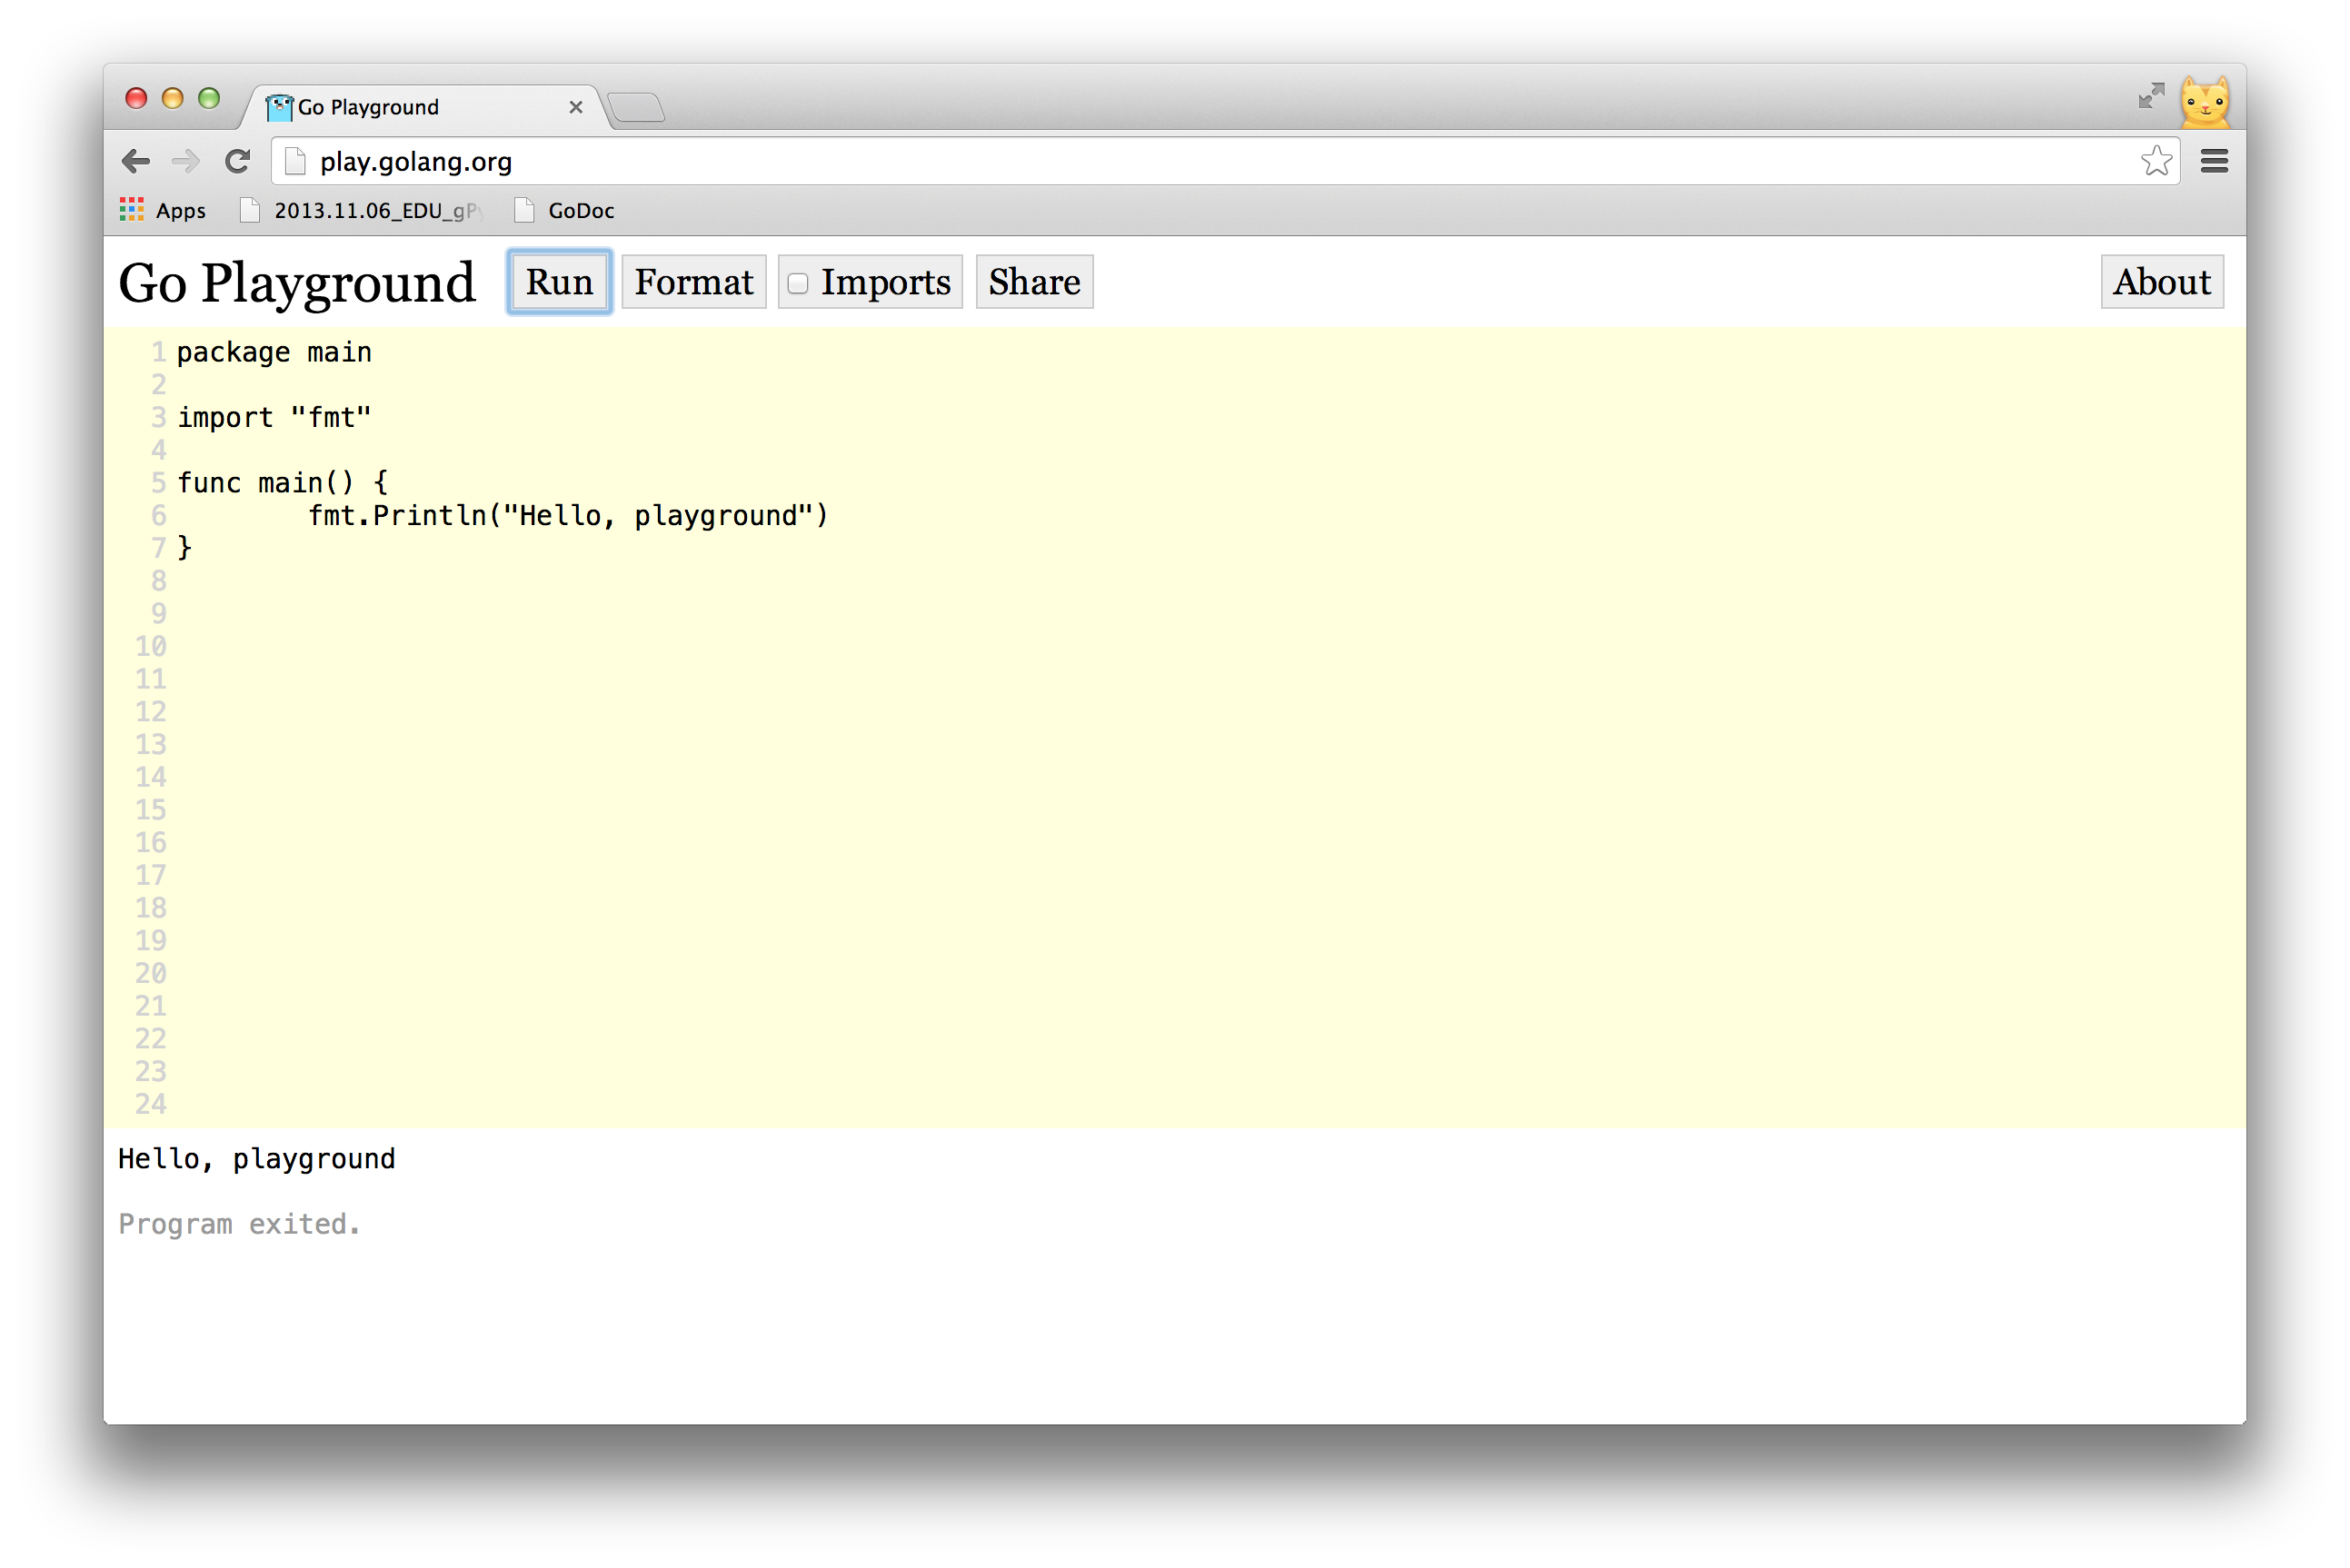 Go Playground
play.golang.org
Apps 2013.11.06_EDU_gP GoDoc
Go Playground Run Format Imports Share About
1 package main
2
3 import "fmt"
4
5 func main() {
6         fmt.Println("Hello, playground")
7 }
8
9
10
11
12
13
14
15
16
17
18
19
20
21
22
23
24
Hello, playground
Program exited.